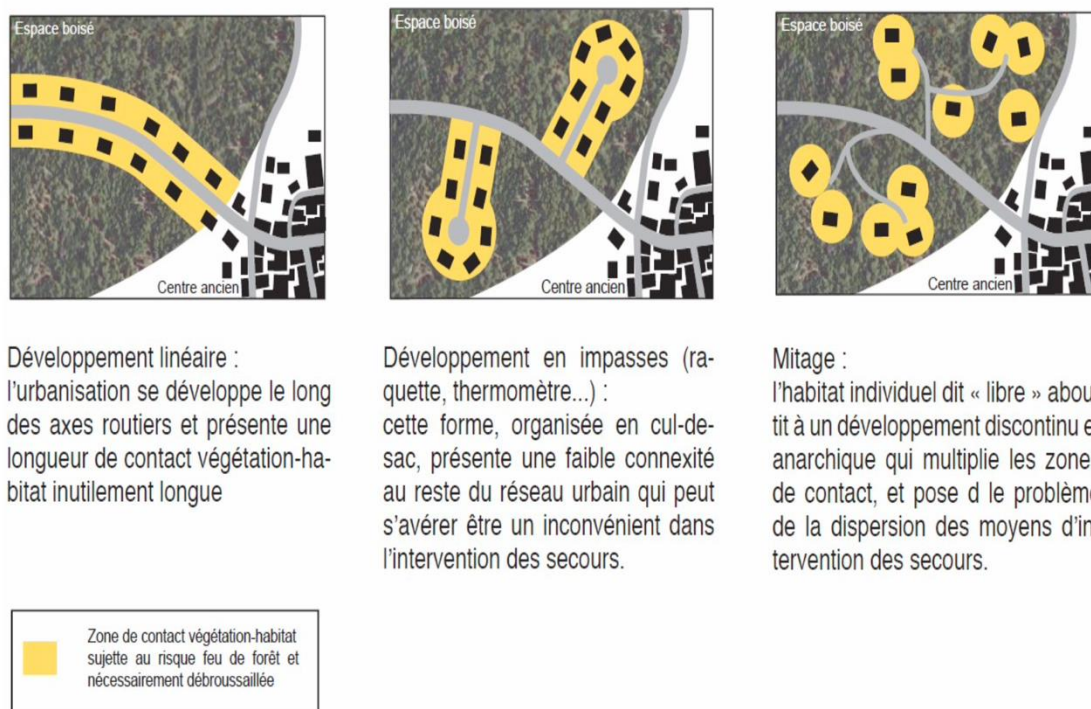 Espace boisé
Centre ancien
Développement linéaire :
l'urbanisation se développe le long
des axes routiers et présente une
longueur de contact végétation-ha-
bitat inutilement longue
Espace boisé
Centre ancien
Développement en impasses (ra-
quette, thermomètre...) :
cette forme, organisée en cul-de-
sac, présente une faible connexité
au reste du réseau urbain qui peut
s'avérer être un inconvénient dans
l'intervention des secours.
Espace boisé
Centre ancien
Mitage :
l'habitat individuel dit « libre » abou
tit à un développement discontinu e
anarchique qui multiplie les zone
de contact, et pose d le problèm
de la dispersion des moyens d'in
tervention des secours.
Zone de contact végétation-habitat
sujette au risque feu de forêt et
nécessairement débroussaillée